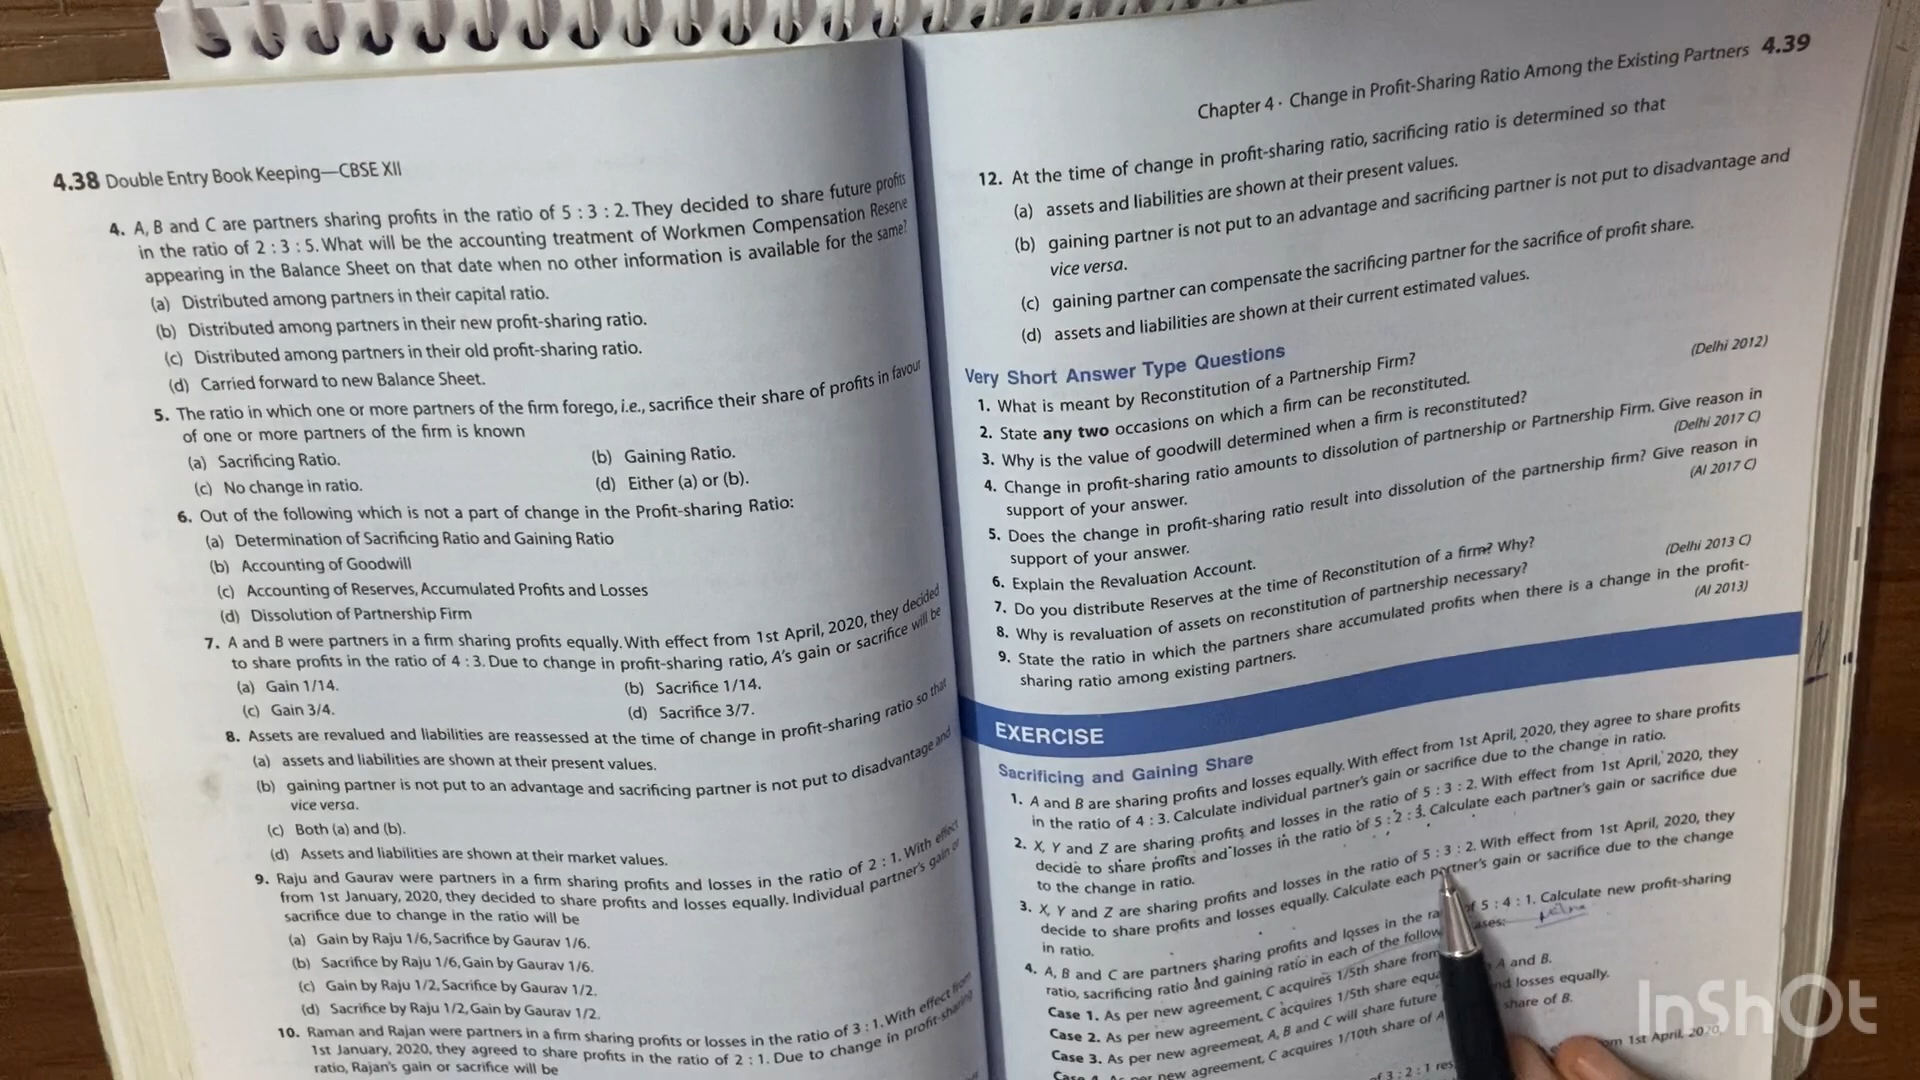 4.38 Double Entry Book Keeping—CBSE XII
4. A, B and C are partners sharing profits in the ratio of 5 : 3 : 2. They decided to share future profits
in the ratio of 2 : 3 : 5. What will be the accounting treatment of Workmen Compensation Reserve
appearing in the Balance Sheet on that date when no other information is available for the same?
(a) Distributed among partners in their capital ratio.
(b) Distributed among partners in their new profit-sharing ratio.
(c) Distributed among partners in their old profit-sharing ratio.
(d) Carried forward to new Balance Sheet.
5. The ratio in which one or more partners of the firm forego, i.e., sacrifice their share of profits in favour
of one or more partners of the firm is known
(a) Sacrificing Ratio. (b) Gaining Ratio.
(c) No change in ratio. (d) Either (a) or (b).
6. Out of the following which is not a part of change in the Profit-sharing Ratio:
(a) Determination of Sacrificing Ratio and Gaining Ratio
(b) Accounting of Goodwill
(c) Accounting of Reserves, Accumulated Profits and Losses
(d) Dissolution of Partnership Firm
7. A and B were partners in a firm sharing profits equally. With effect from 1st April, 2020, they decided
to share profits in the ratio of 4 : 3. Due to change in profit-sharing ratio, A's gain or sacrifice will be
(a) Gain 1/14. (b) Sacrifice 1/14.
(c) Gain 3/4. (d) Sacrifice 3/7.
8. Assets are revalued and liabilities are reassessed at the time of change in profit-sharing ratio so that
(a) assets and liabilities are shown at their present values.
(b) gaining partner is not put to an advantage and sacrificing partner is not put to disadvantage and
vice versa.
(c) Both (a) and (b).
(d) Assets and liabilities are shown at their market values.
9. Raju and Gaurav were partners in a firm sharing profits and losses in the ratio of 2 : 1. With effect
from 1st January, 2020, they decided to share profits and losses equally. Individual partner's gain or
sacrifice due to change in the ratio will be
(a) Gain by Raju 1/6, Sacrifice by Gaurav 1/6.
(b) Sacrifice by Raju 1/6, Gain by Gaurav 1/6.
(c) Gain by Raju 1/2, Sacrifice by Gaurav 1/2.
(d) Sacrifice by Raju 1/2, Gain by Gaurav 1/2.
10. Raman and Rajan were partners in a firm sharing profits or losses in the ratio of 3 : 1. With effect from
1st January, 2020, they agreed to share profits in the ratio of 2 : 1. Due to change in profit-sharing
ratio, Rajan's gain or sacrifice will be
Chapter 4 · Change in Profit-Sharing Ratio Among the Existing Partners 4.39
12. At the time of change in profit-sharing ratio, sacrificing ratio is determined so that
(a) assets and liabilities are shown at their present values.
(b) gaining partner is not put to an advantage and sacrificing partner is not put to disadvantage and
vice versa.
(c) gaining partner can compensate the sacrificing partner for the sacrifice of profit share.
(d) assets and liabilities are shown at their current estimated values.
Very Short Answer Type Questions
1. What is meant by Reconstitution of a Partnership Firm? (Delhi 2012)
2. State any two occasions on which a firm can be reconstituted.
3. Why is the value of goodwill determined when a firm is reconstituted?
4. Change in profit-sharing ratio amounts to dissolution of partnership or Partnership Firm. Give reason in
support of your answer. (Delhi 2017 C)
5. Does the change in profit-sharing ratio result into dissolution of the partnership firm? Give reason in
support of your answer. (AI 2017 C)
6. Explain the Revaluation Account.
7. Do you distribute Reserves at the time of Reconstitution of a firm? Why?
8. Why is revaluation of assets on reconstitution of partnership necessary? (Delhi 2013 C)
9. State the ratio in which the partners share accumulated profits when there is a change in the profit-
sharing ratio among existing partners. (AI 2013)
EXERCISE
Sacrificing and Gaining Share
1. A and B are sharing profits and losses equally. With effect from 1st April, 2020, they agree to share profits
in the ratio of 4 : 3. Calculate individual partner's gain or sacrifice due to the change in ratio.
2. X, Y and Z are sharing profits and losses in the ratio of 5 : 3 : 2. With effect from 1st April, 2020, they
decide to share profits and losses in the ratio of 5 : 2 : 3. Calculate each partner's gain or sacrifice due
to the change in ratio.
3. X, Y and Z are sharing profits and losses in the ratio of 5 : 3 : 2. With effect from 1st April, 2020, they
decide to share profits and losses equally. Calculate each partner's gain or sacrifice due to the change
in ratio.
4. A, B and C are partners sharing profits and losses in the of 5 : 4 : 1. Calculate new profit-sharing
ratio, sacrificing ratio and gaining ratio in each of the
Case 1. As per new agreement, C acquires 1/5th share from A and B.
Case 2. As per new agreement, C acquires 1/5th share
Case 3. As per new agreement, A, B and C will share future losses equally.
new agreement, C acquires 1/10th share of share of B.
of 3 : 2 : 1 1st April, 2020,
InShOt